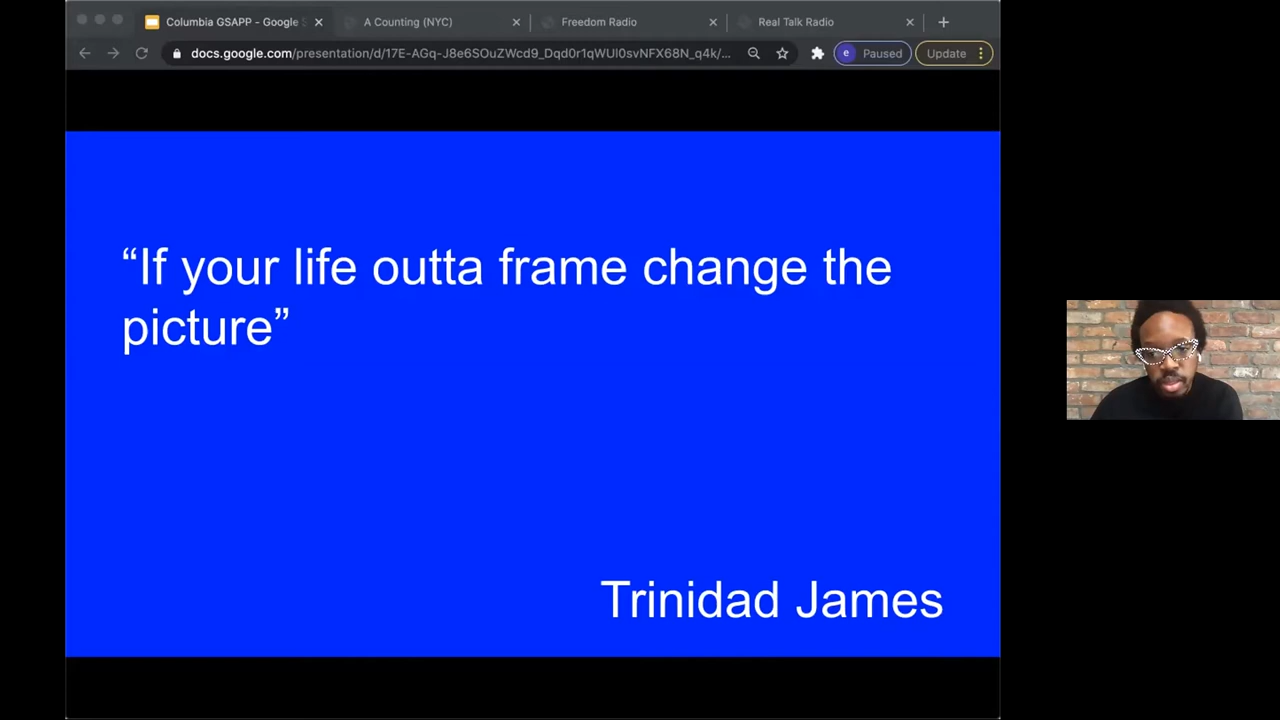 Columbia GSAPP - Google S
A Counting (NYC)
Freedom Radio
Real Talk Radio
docs.google.com/presentation/d/17E-AGq-J8e6SOuZWcd9_Dqd0r1qWUl0svNFX68N_q4k/...
e
Paused
Update
“If your life outta frame change the
picture”
Trinidad James